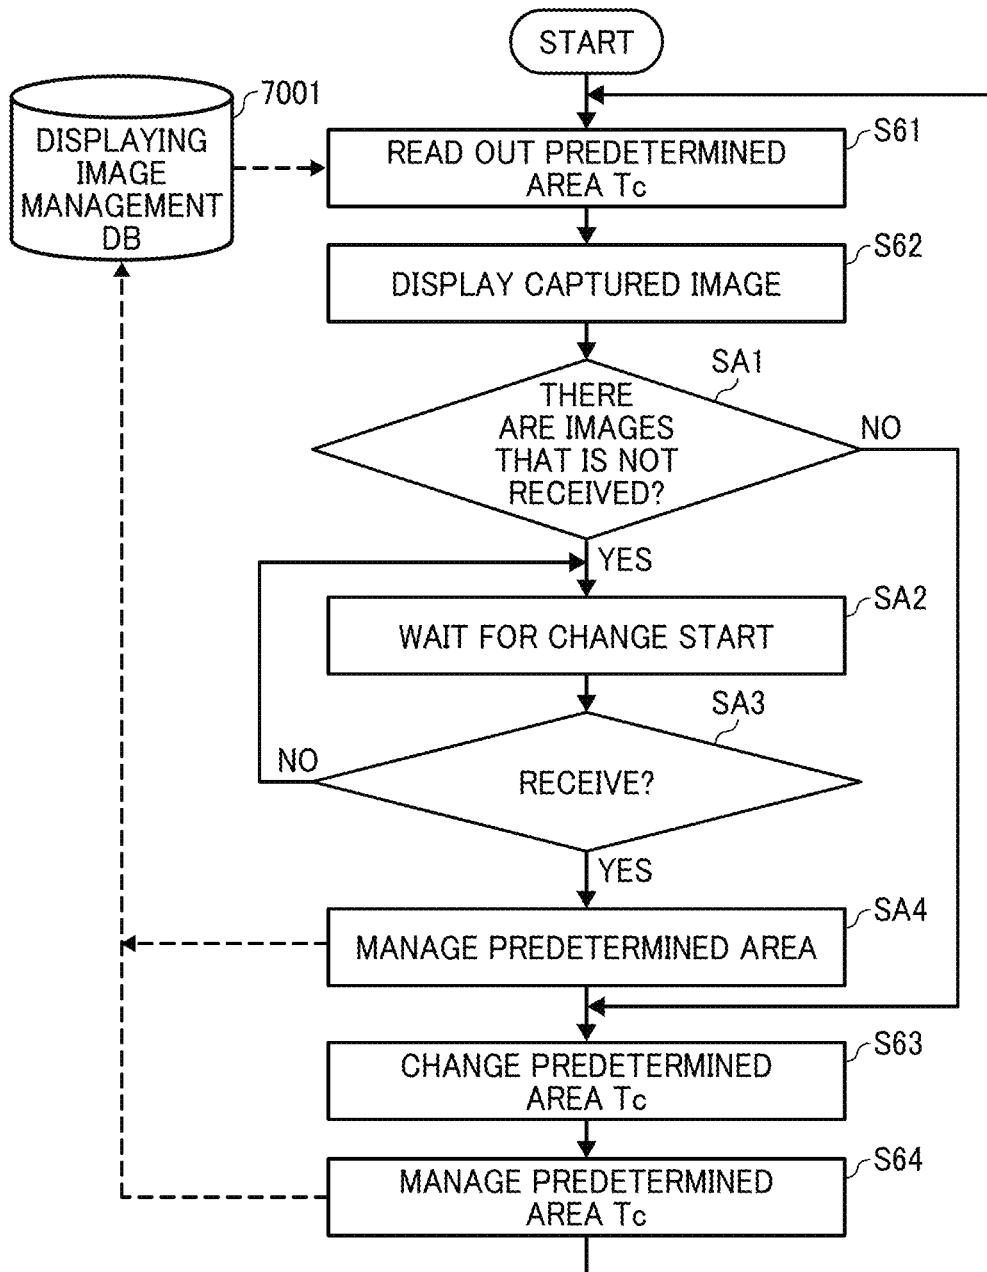 START
7001
DISPLAYING
IMAGE
MANAGEMENT
DB
S61
READ OUT PREDETERMINED
AREA Tc
S62
DISPLAY CAPTURED IMAGE
SA1
THERE
ARE IMAGES
THAT IS NOT
RECEIVED?
NO
YES
SA2
WAIT FOR CHANGE START
SA3
RECEIVE?
NO
YES
SA4
MANAGE PREDETERMINED AREA
S63
CHANGE PREDETERMINED
AREA Tc
S64
MANAGE PREDETERMINED
AREA Tc